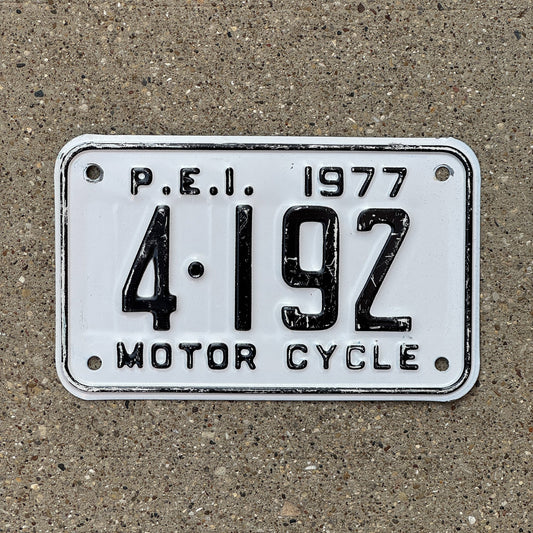 P.E.I. 1977
4·192
MOTOR CYCLE